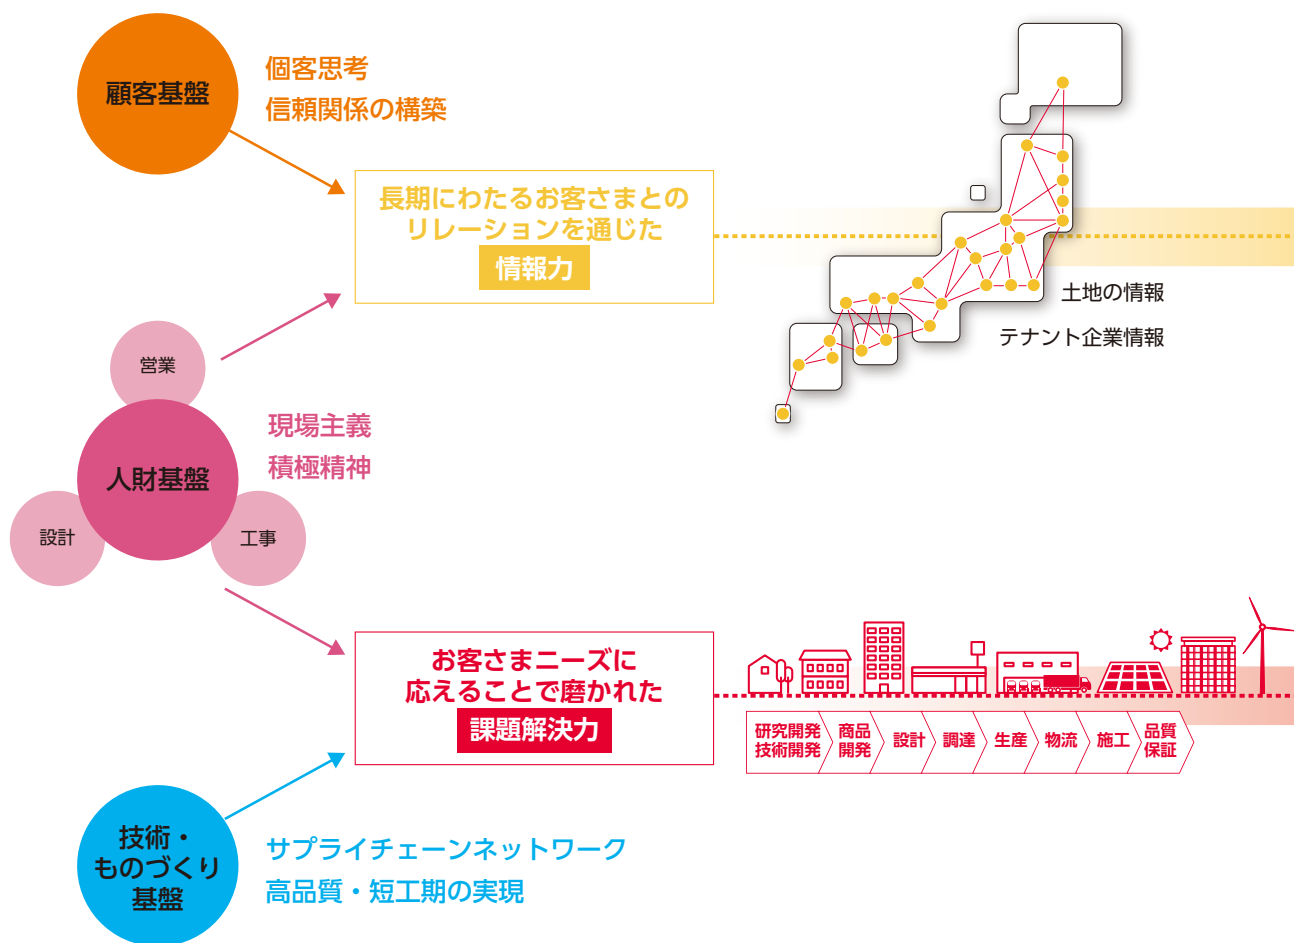 顧客基盤
個客思考
信頼関係の構築
長期にわたるお客さまとの
リレーションを通じた
情報力
土地の情報
テナント企業情報
営業
人財基盤
設計
工事
現場主義
積極精神
お客さまニーズに
応えることで磨かれた
課題解決力
研究開発
技術開発
商品
開発
設計
調達
生産
物流
施工
品質
保証
技術・
ものづくり
基盤
サプライチェーンネットワーク
高品質・短工期の実現